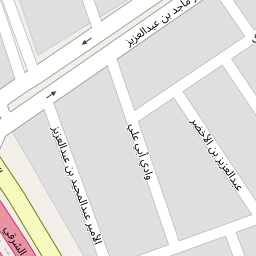 ماجد بن عبدالعزيز
عبدالعزيز بن الأخضر
وادي أبي علي
الأمير عبدالمجيد بن عبدالعزيز
الشرقي